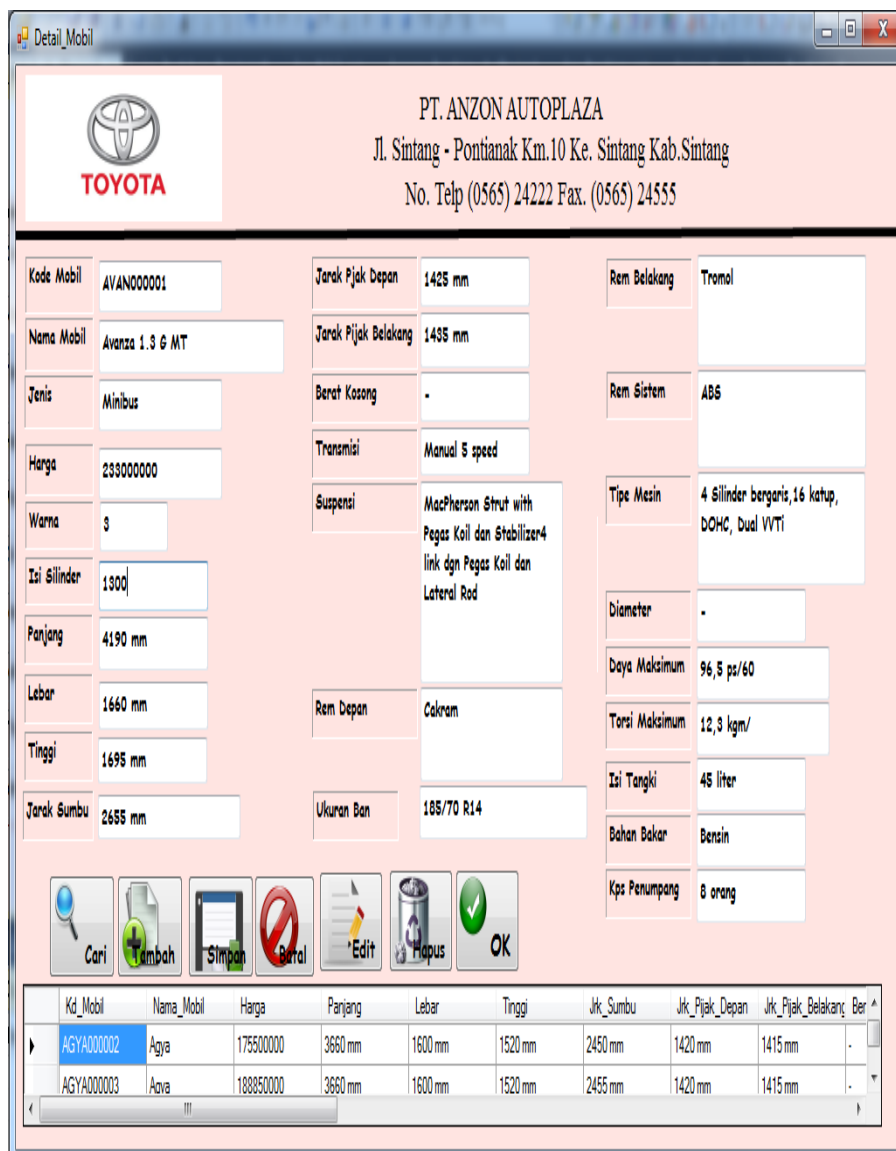 Detail_Mobil
TOYOTA
PT. ANZON AUTOPLAZA
Jl. Sintang - Pontianak Km.10 Ke. Sintang Kab.Sintang
No. Telp (0565) 24222 Fax. (0565) 24555
Kode Mobil
AVAN000001
Nama Mobil
Avanza 1.3 G MT
Jenis
Minibus
Harga
233000000
Warna
3
Isi Silinder
1300
Panjang
4190 mm
Lebar
1660 mm
Tinggi
1695 mm
Jarak Sumbu
2655 mm
Jarak Pjak Depan
1425 mm
Jarak Pijak Belakang
1435 mm
Berat Kosong
-
Transmisi
Manual 5 speed
Suspensi
MacPherson Strut with
Pegas Koil dan Stabilizer4
link dgn Pegas Koil dan
Lateral Rod
Rem Depan
Cakram
Ukuran Ban
185/70 R14
Rem Belakang
Tromol
Rem Sistem
ABS
Tipe Mesin
4 Silinder bergaris,16 katup,
DOHC, Dual VVTi
Diameter
-
Daya Maksimum
96,5 ps/60
Torsi Maksimum
12,3 kgm/
Isi Tangki
45 liter
Bahan Bakar
Bensin
Kps Penumpang
8 orang
Cari
Tambah
Simpan
Batal
Edit
Hapus
OK
Kd_Mobil Nama_Mobil Harga Panjang Lebar Tinggi Jrk_Sumbu Jrk_Pijak_Depan Jrk_Pijak_Belakang Ber
AGYA000002 Agya 175500000 3660 mm 1600 mm 1520 mm 2450 mm 1420 mm 1415 mm -
AGYA000003 Agya 188850000 3660 mm 1600 mm 1520 mm 2455 mm 1420 mm 1415 mm -